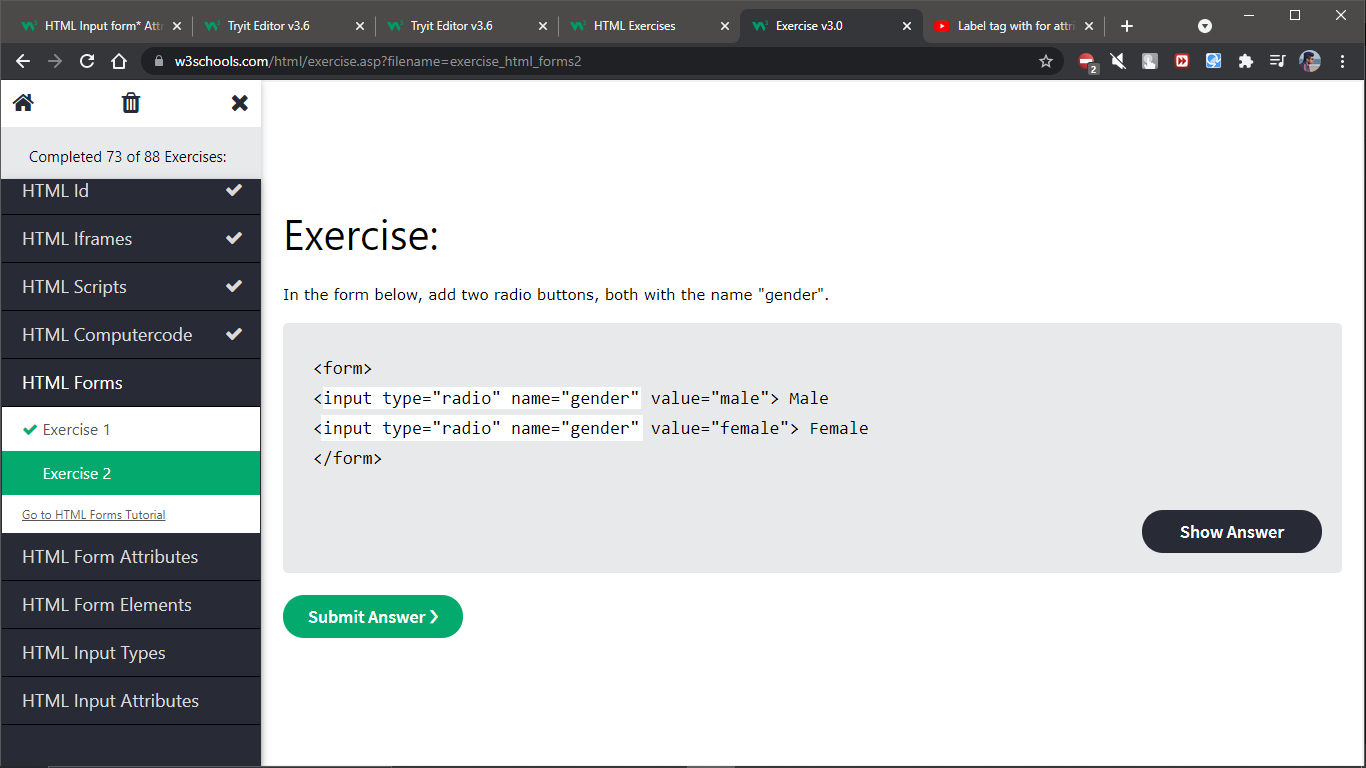 HTML Input form* Att
Tryit Editor v3.6
Tryit Editor v3.6
HTML Exercises
Exercise v3.0
Label tag with for attri
w3schools.com/html/exercise.asp?filename=exercise_html_forms2
2
Completed 73 of 88 Exercises:
HTML Id
HTML Iframes
HTML Scripts
HTML Computercode
HTML Forms
Exercise 1
Exercise 2
Go to HTML Forms Tutorial
HTML Form Attributes
HTML Form Elements
HTML Input Types
HTML Input Attributes
Exercise:
In the form below, add two radio buttons, both with the name "gender".
<form>
<input type="radio" name="gender" value="male"> Male
<input type="radio" name="gender" value="female"> Female
</form>
Show Answer
Submit Answer ❯